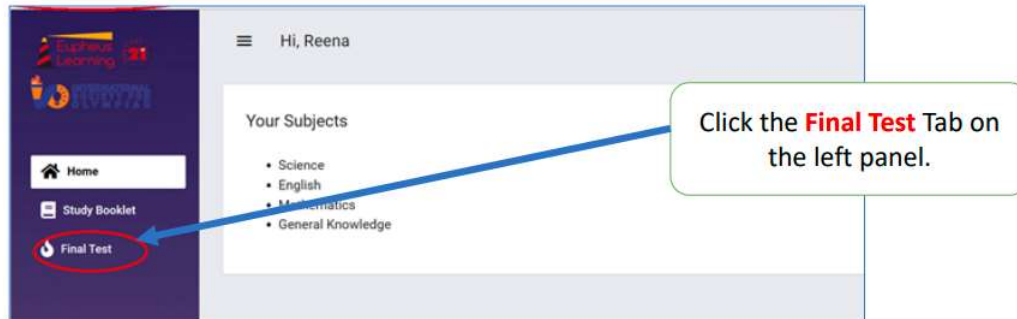 Eupheus
Learning
Hi, Reena
Your Subjects
• Science
• English
• Mathematics
• General Knowledge
Home
Study Booklet
Final Test
Click the Final Test Tab on
the left panel.